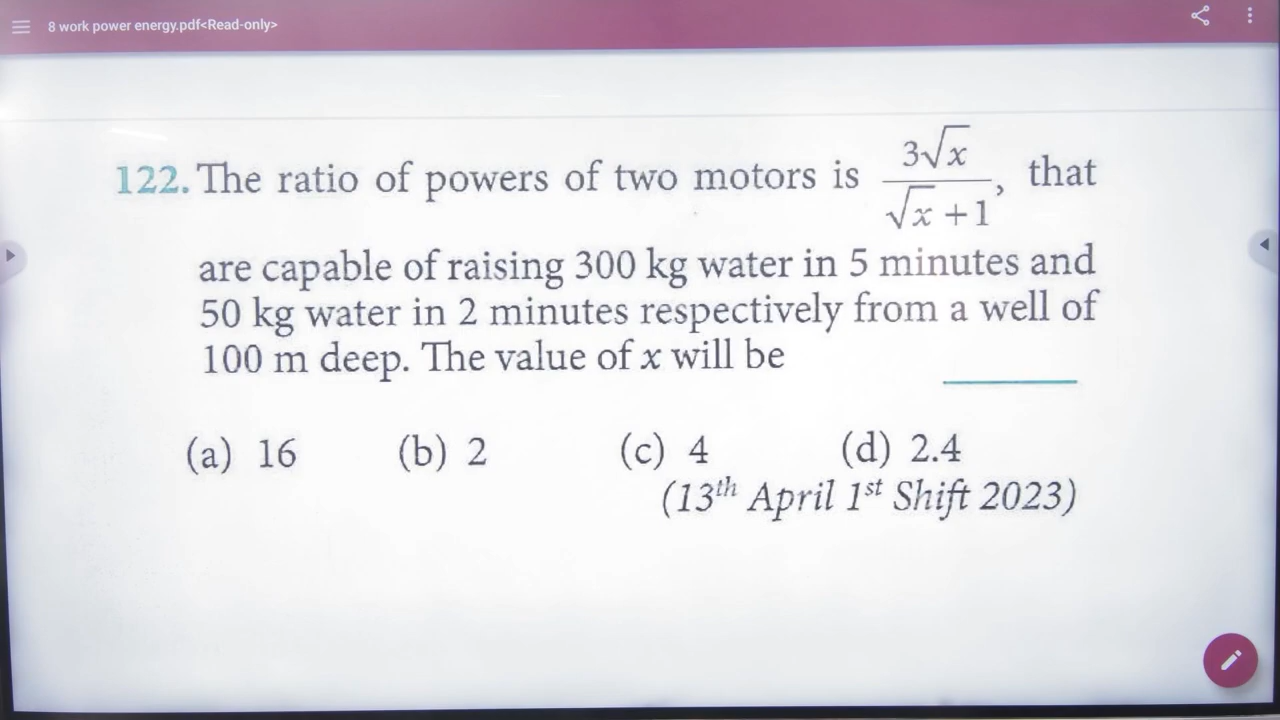 8 work power energy.pdf<Read-only>
122. The ratio of powers of two motors is 3√x / √x + 1, that
are capable of raising 300 kg water in 5 minutes and
50 kg water in 2 minutes respectively from a well of
100 m deep. The value of x will be
(a) 16 (b) 2 (c) 4 (d) 2.4
(13th April 1st Shift 2023)